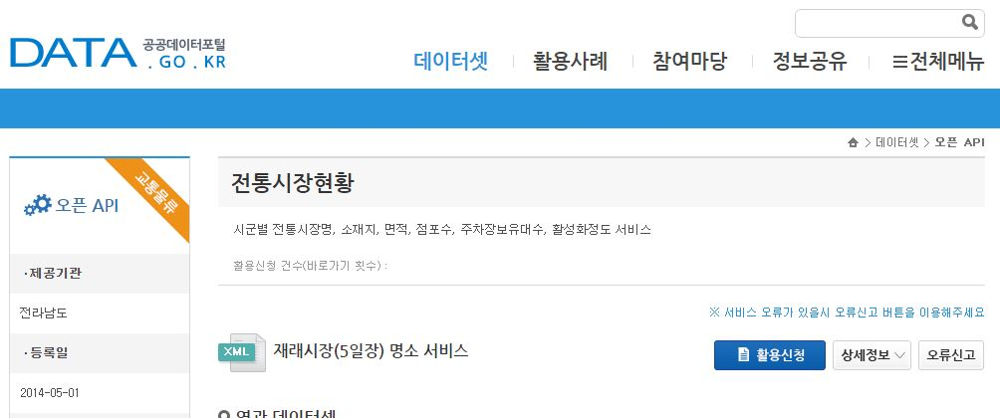 DATA 공공데이터포털
. GO . KR
데이터셋 활용사례 참여마당 정보공유 전체메뉴
> 데이터셋 > 오픈 API
오픈 API
교통물류
·제공기관
전라남도
·등록일
2014-05-01
전통시장현황
시군별 전통시장명, 소재지, 면적, 점포수, 주차장보유대수, 활성화정도 서비스
활용신청 건수(바로가기 횟수) :
※ 서비스 오류가 있을시 오류신고 버튼을 이용해주세요
XML 재래시장(5일장) 명소 서비스
활용신청 상세정보 오류신고
연관 데이터셋